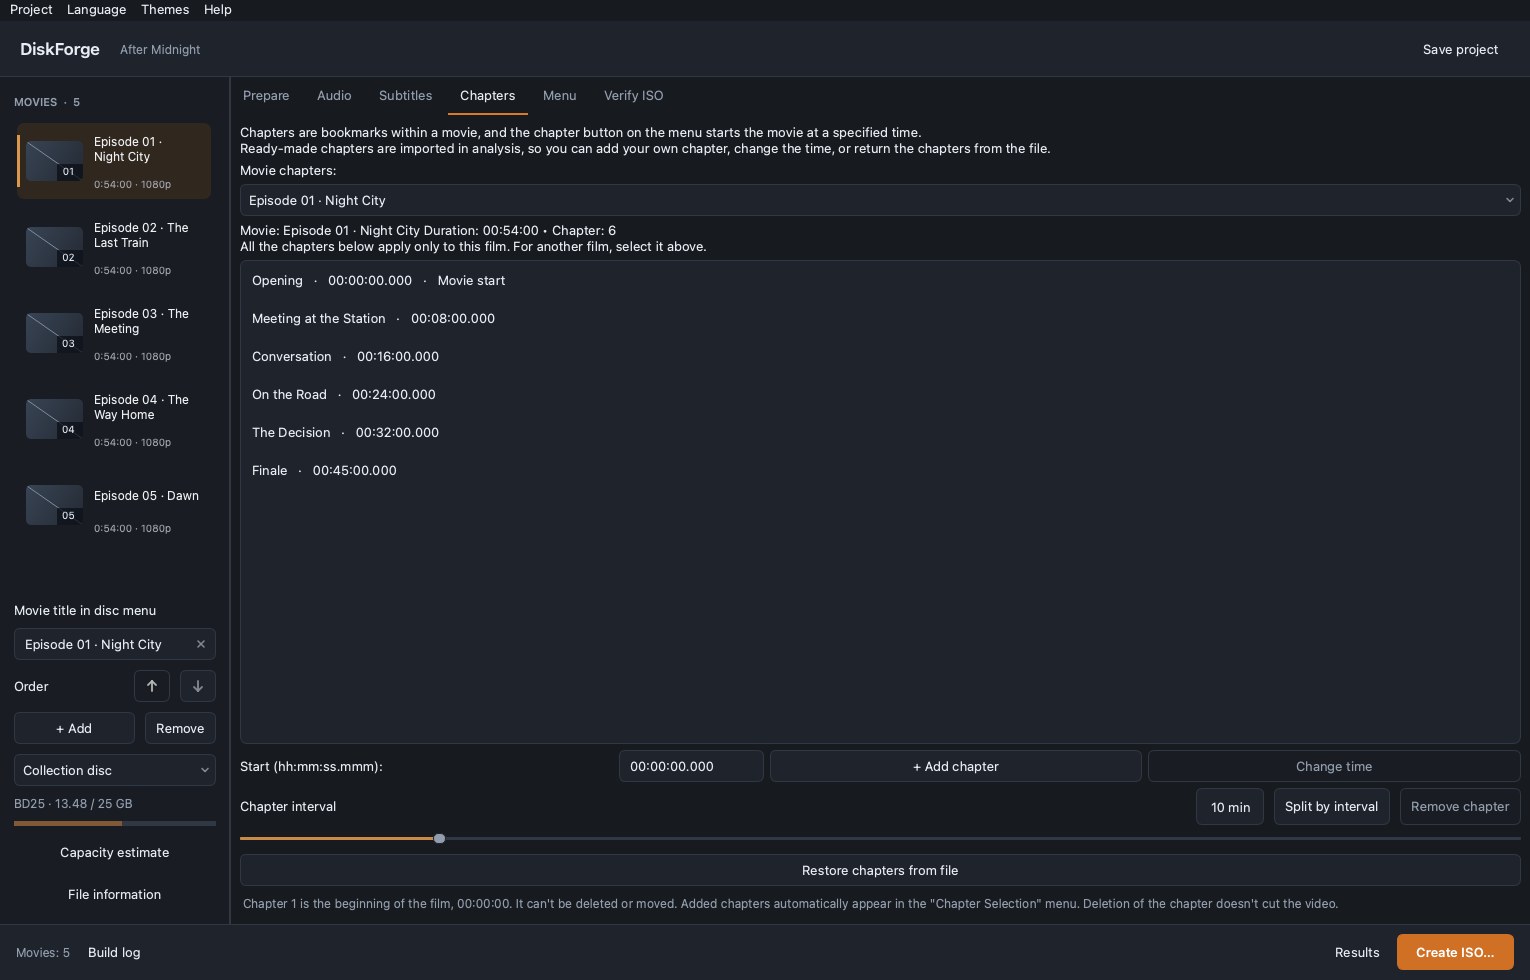 Project Language Themes Help
DiskForge After Midnight Save project
MOVIES · 5
Episode 01 ·
Night City
01
0:54:00 · 1080p
Episode 02 · The
Last Train
02
0:54:00 · 1080p
Episode 03 · The
Meeting
03
0:54:00 · 1080p
Episode 04 · The
Way Home
04
0:54:00 · 1080p
Episode 05 · Dawn
05
0:54:00 · 1080p
Movie title in disc menu
Episode 01 · Night City
Order
+ Add Remove
Collection disc
BD25 · 13.48 / 25 GB
Capacity estimate
File information
Prepare Audio Subtitles Chapters Menu Verify ISO
Chapters are bookmarks within a movie, and the chapter button on the menu starts the movie at a specified time.
Ready-made chapters are imported in analysis, so you can add your own chapter, change the time, or return the chapters from the file.
Movie chapters:
Episode 01 · Night City
Movie: Episode 01 · Night City Duration: 00:54:00 • Chapter: 6
All the chapters below apply only to this film. For another film, select it above.
Opening · 00:00:00.000 · Movie start
Meeting at the Station · 00:08:00.000
Conversation · 00:16:00.000
On the Road · 00:24:00.000
The Decision · 00:32:00.000
Finale · 00:45:00.000
Start (hh:mm:ss.mmm): 00:00:00.000 + Add chapter Change time
Chapter interval 10 min Split by interval Remove chapter
Restore chapters from file
Chapter 1 is the beginning of the film, 00:00:00. It can't be deleted or moved. Added chapters automatically appear in the "Chapter Selection" menu. Deletion of the chapter doesn't cut the video.
Movies: 5 Build log Results Create ISO...